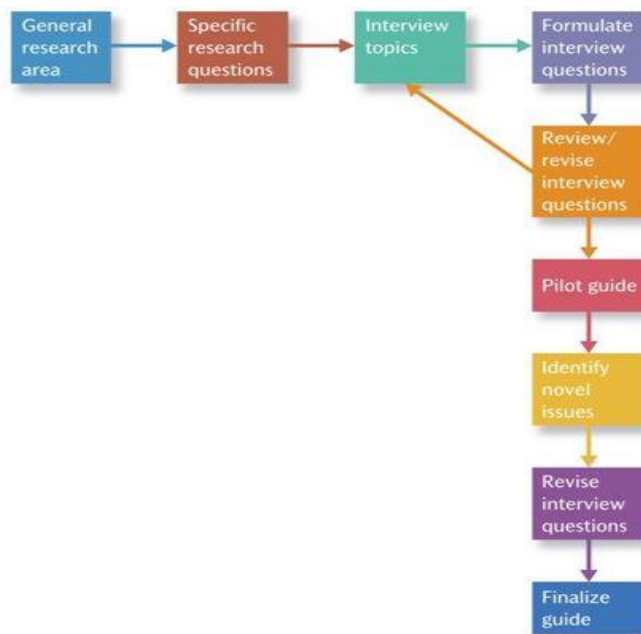 General
research
area
Specific
research
questions
Interview
topics
Formulate
interview
questions
Review/
revise
interview
questions
Pilot guide
Identify
novel
issues
Revise
interview
questions
Finalize
guide